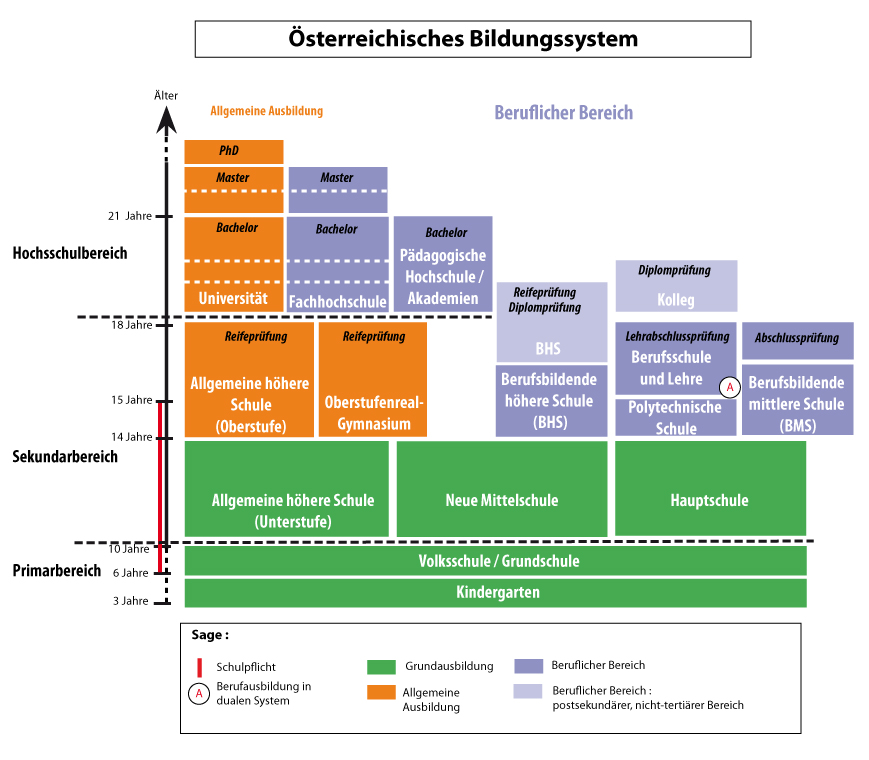 Österreichisches Bildungssystem
Älter
Allgemeine Ausbildung
Beruflicher Bereich
PhD
Master
Master
21 Jahre
Bachelor
Bachelor
Bachelor
Hochsschulbereich
Pädagogische
Hochschule /
Akademien
Universität
Fachhochschule
Reifeprüfung
Diplomprüfung
BHS
Diplomprüfung
Kolleg
18 Jahre
Reifeprüfung
Reifeprüfung
Lehrabschlussprüfung
Abschlussprüfung
Allgemeine höhere
Schule
(Oberstufe)
Oberstufenreal-
Gymnasium
Berufsbildende
höhere Schule
(BHS)
Berufsschule
und Lehre
A
Polytechnische
Schule
Berufsbildende
mittlere Schule
(BMS)
15 Jahre
14 Jahre
Sekundarbereich
Allgemeine höhere Schule
(Unterstufe)
Neue Mittelschule
Hauptschule
10 Jahre
Primarbereich
Volksschule / Grundschule
6 Jahre
Kindergarten
3 Jahre
Sage :
Schulpflicht
A
Berufausbildung in
dualen System
Grundausbildung
Allgemeine
Ausbildung
Beruflicher Bereich
Beruflicher Bereich :
postsekundärer, nicht-tertiärer Bereich